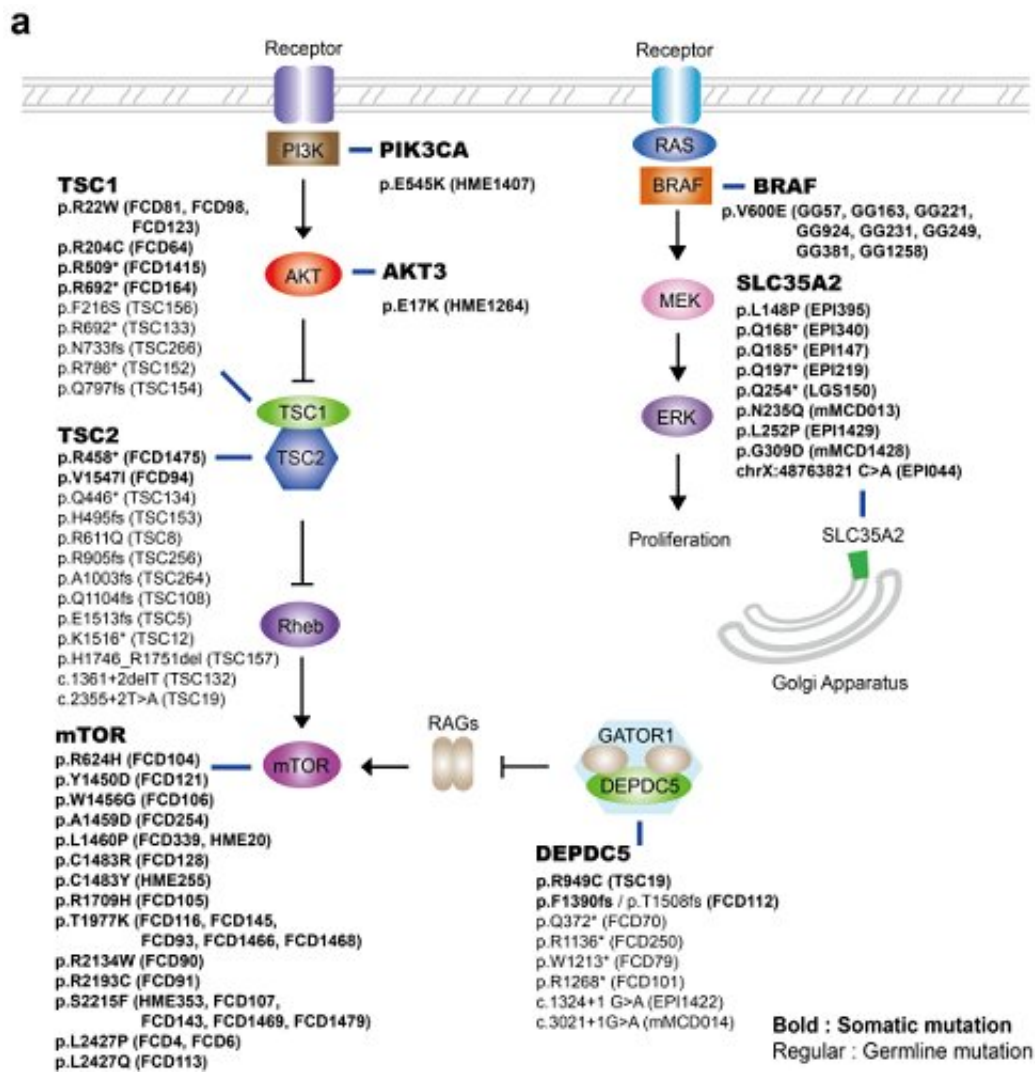 a
Receptor
Receptor
PI3K
PIK3CA
p.E545K (HME1407)
RAS
BRAF
BRAF
p.V600E (GG57, GG163, GG221,
GG924, GG231, GG249,
GG381, GG1258)
TSC1
p.R22W (FCD81, FCD98,
FCD123)
p.R204C (FCD64)
p.R509* (FCD1415)
p.R692* (FCD164)
p.F216S (TSC156)
p.R692* (TSC133)
p.N733fs (TSC266)
p.R786* (TSC152)
p.Q797fs (TSC154)
AKT
AKT3
p.E17K (HME1264)
MEK
ERK
Proliferation
SLC35A2
p.L148P (EPI395)
p.Q168* (EPI340)
p.Q185* (EPI147)
p.Q197* (EPI219)
p.Q254* (LGS150)
p.N235Q (mMCD013)
p.L252P (EPI1429)
p.G309D (mMCD1428)
chrX:48763821 C>A (EPI044)
SLC35A2
Golgi Apparatus
TSC1
TSC2
TSC2
p.R458* (FCD1475)
p.V1547I (FCD94)
p.Q446* (TSC134)
p.H495fs (TSC153)
p.R611Q (TSC8)
p.R905fs (TSC256)
p.A1003fs (TSC264)
p.Q1104fs (TSC108)
p.E1513fs (TSC5)
p.K1516* (TSC12)
p.H1746_R1751del (TSC157)
c.1361+2delT (TSC132)
c.2355+2T>A (TSC19)
Rheb
mTOR
p.R624H (FCD104)
p.Y1450D (FCD121)
p.W1456G (FCD106)
p.A1459D (FCD254)
p.L1460P (FCD339, HME20)
p.C1483R (FCD128)
p.C1483Y (HME255)
p.R1709H (FCD105)
p.T1977K (FCD116, FCD145,
FCD93, FCD1466, FCD1468)
p.R2134W (FCD90)
p.R2193C (FCD91)
p.S2215F (HME353, FCD107,
FCD143, FCD1469, FCD1479)
p.L2427P (FCD4, FCD6)
p.L2427Q (FCD113)
mTOR
RAGs
GATOR1
DEPDC5
DEPDC5
p.R949C (TSC19)
p.F1390fs / p.T1508fs (FCD112)
p.Q372* (FCD70)
p.R1136* (FCD250)
p.W1213* (FCD79)
p.R1268* (FCD101)
c.1324+1 G>A (EPI1422)
c.3021+1G>A (mMCD014)
Bold : Somatic mutation
Regular : Germline mutation